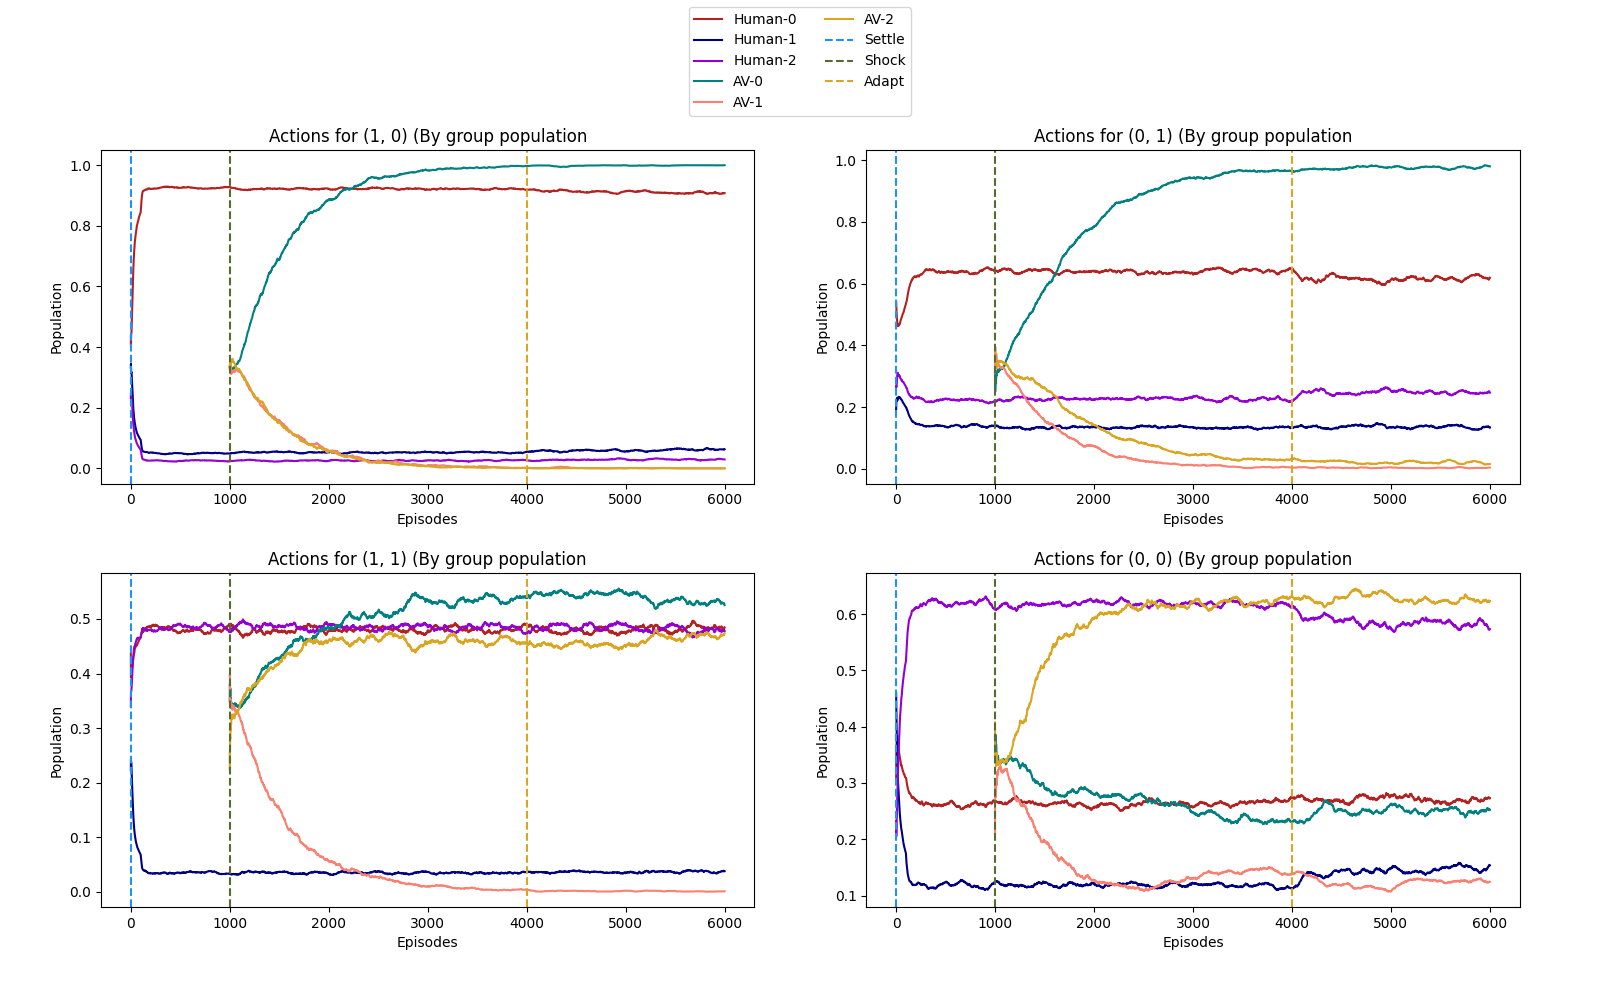 Human-0
Human-1
Human-2
AV-0
AV-1
AV-2
Settle
Shock
Adapt
Actions for (1, 0) (By group population
Population
1.0
0.8
0.6
0.4
0.2
0.0
0 1000 2000 3000 4000 5000 6000
Episodes
Actions for (0, 1) (By group population
Population
1.0
0.8
0.6
0.4
0.2
0.0
0 1000 2000 3000 4000 5000 6000
Episodes
Actions for (1, 1) (By group population
Population
0.5
0.4
0.3
0.2
0.1
0.0
0 1000 2000 3000 4000 5000 6000
Episodes
Actions for (0, 0) (By group population
Population
0.6
0.5
0.4
0.3
0.2
0.1
0 1000 2000 3000 4000 5000 6000
Episodes